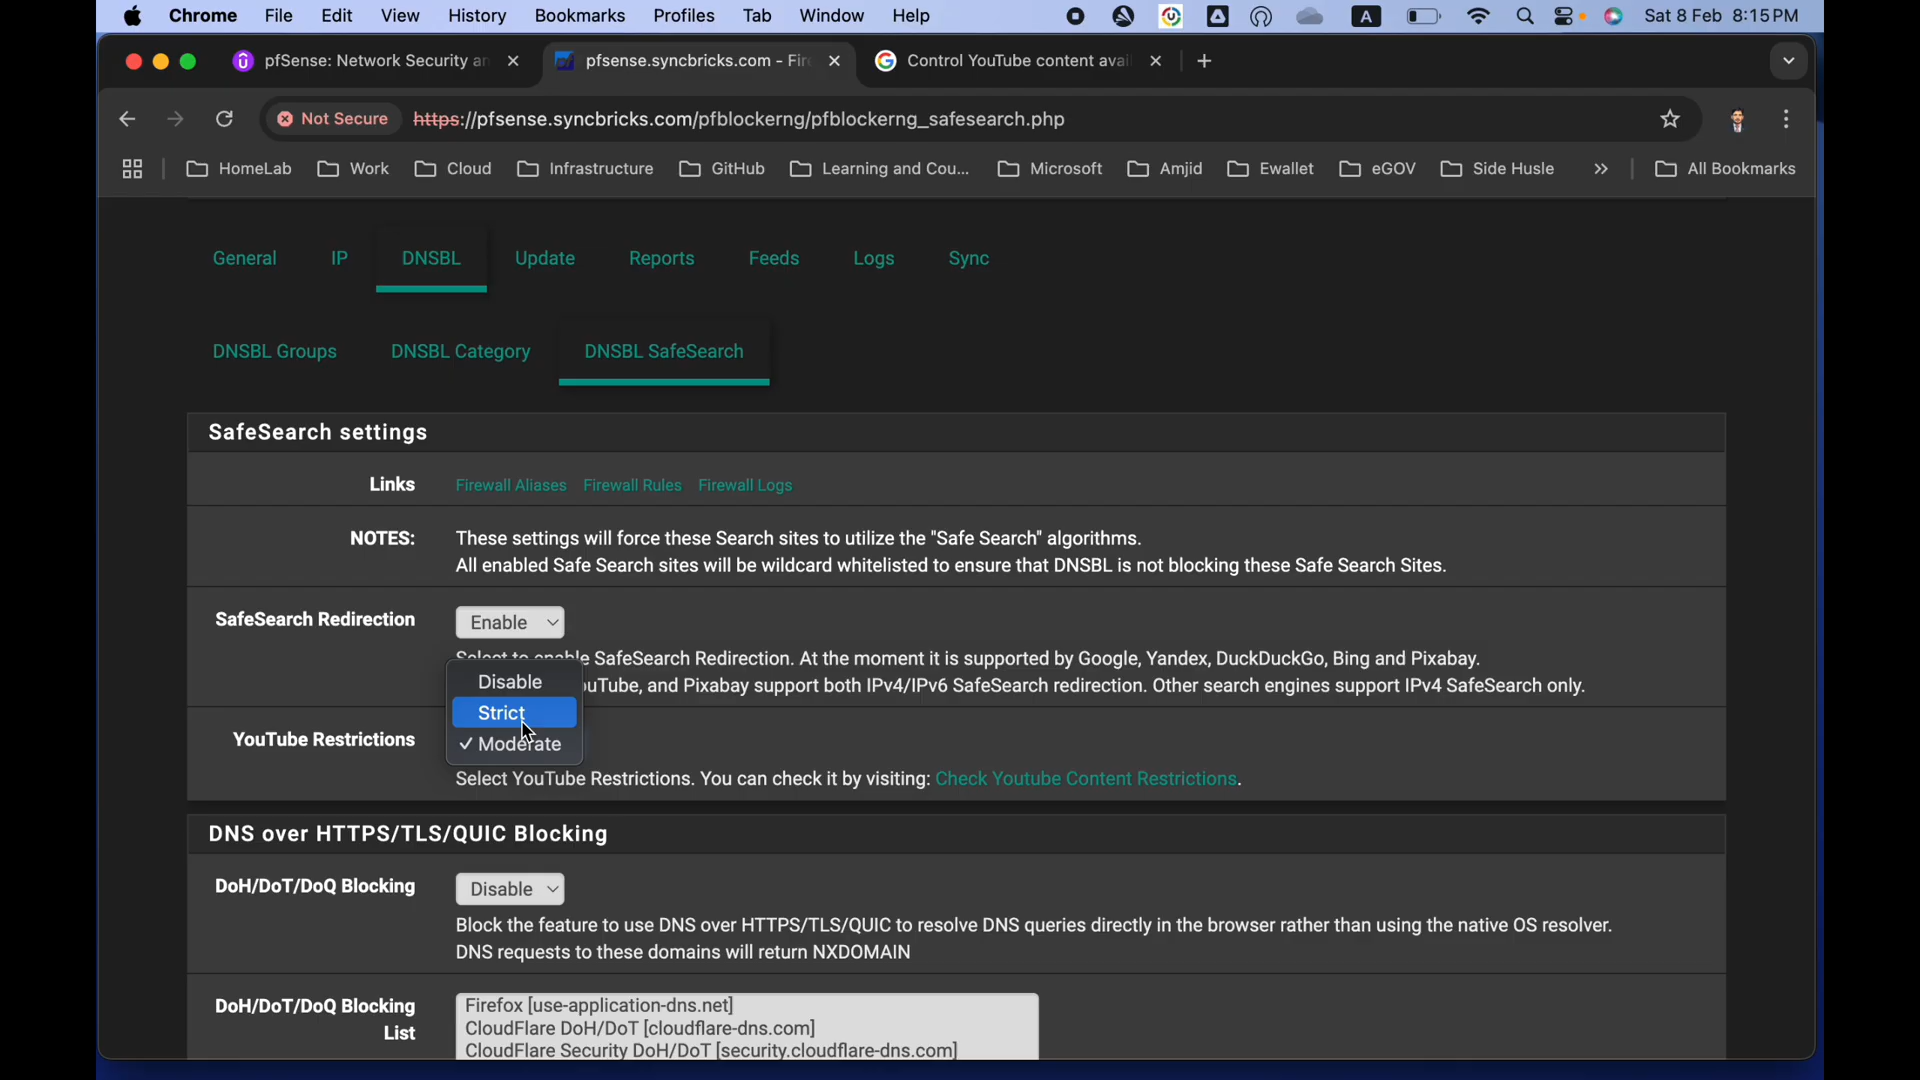 Chrome File Edit View History Bookmarks Profiles Tab Window Help A Sat 8 Feb 8:15 PM
pfSense: Network Security an pfsense.syncbricks.com - Fir Control YouTube content avai
Not Secure https://pfsense.syncbricks.com/pfblockerng/pfblockerng_safesearch.php
HomeLab Work Cloud Infrastructure GitHub Learning and Cou... Microsoft Amjid Ewallet eGOV Side Husle » All Bookmarks
General IP DNSBL Update Reports Feeds Logs Sync
DNSBL Groups DNSBL Category DNSBL SafeSearch
SafeSearch settings
Links Firewall Aliases Firewall Rules Firewall Logs
NOTES: These settings will force these Search sites to utilize the "Safe Search" algorithms.
All enabled Safe Search sites will be wildcard whitelisted to ensure that DNSBL is not blocking these Safe Search Sites.
SafeSearch Redirection Enable
Select to enable SafeSearch Redirection. At the moment it is supported by Google, Yandex, DuckDuckGo, Bing and Pixabay.
Disable
uTube, and Pixabay support both IPv4/IPv6 SafeSearch redirection. Other search engines support IPv4 SafeSearch only.
Strict
YouTube Restrictions ✓ Moderate
Select YouTube Restrictions. You can check it by visiting: Check Youtube Content Restrictions.
DNS over HTTPS/TLS/QUIC Blocking
DoH/DoT/DoQ Blocking Disable
Block the feature to use DNS over HTTPS/TLS/QUIC to resolve DNS queries directly in the browser rather than using the native OS resolver.
DNS requests to these domains will return NXDOMAIN
DoH/DoT/DoQ Blocking List
Firefox [use-application-dns.net]
CloudFlare DoH/DoT [cloudflare-dns.com]
CloudFlare Security DoH/DoT [security.cloudflare-dns.com]